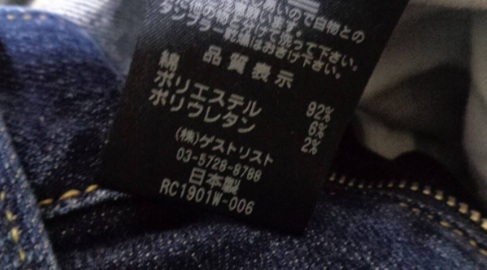 タンブラー乾燥はお避け下さい。
品質表示
綿 92%
ポリエステル 6%
ポリウレタン 2%
(株)ゲストリスト
03-5728-8788
日本製
RC1901W-006